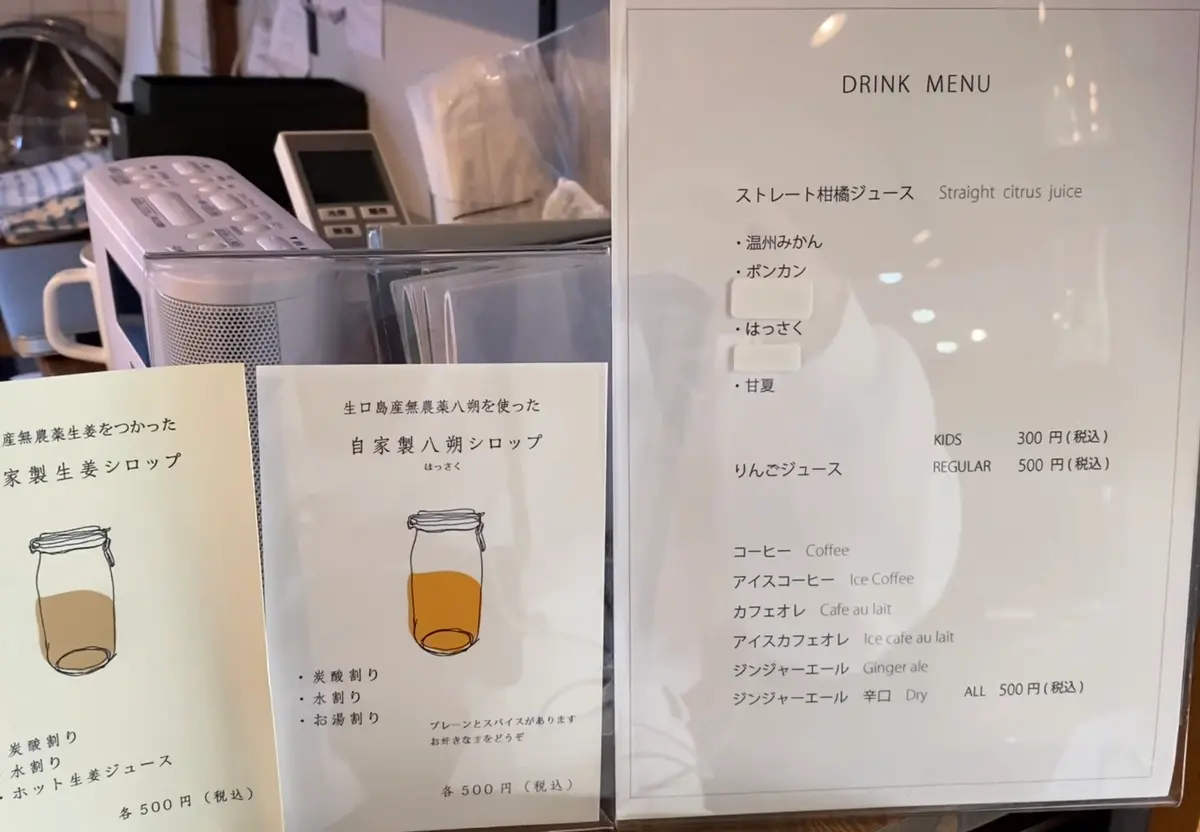 産無農薬生姜をつかった
家製生姜シロップ
炭酸割り
・水割り
・ホット生姜ジュース
各500円（税込）
生口島産無農薬八朔を使った
自家製八朔シロップ
はっさく
・炭酸割り
・水割り
・お湯割り
プレーンとスパイスがあります
お好きな方をどうぞ
各500円（税込）
DRINK MENU
ストレート柑橘ジュース Straight citrus juice
・温州みかん
・ポンカン
・はっさく
・甘夏
KIDS 300 円(税込)
りんごジュース REGULAR 500 円(税込)
コーヒー Coffee
アイスコーヒー Ice Coffee
カフェオレ Cafe au lait
アイスカフェオレ Ice cafe au lait
ジンジャーエール Ginger ale
ジンジャーエール 辛口 Dry ALL 500円(税込)